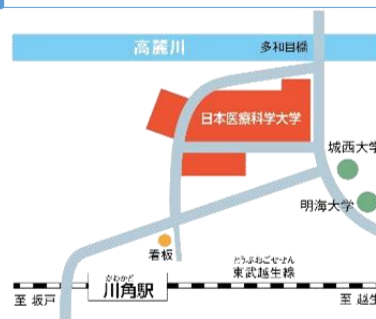 高麗川
多和目橋
日本医療科学大学
城西大学
明海大学
看板
とうぶおごせせん
東武越生線
かわかど
川角駅
至 坂戸
至 越生